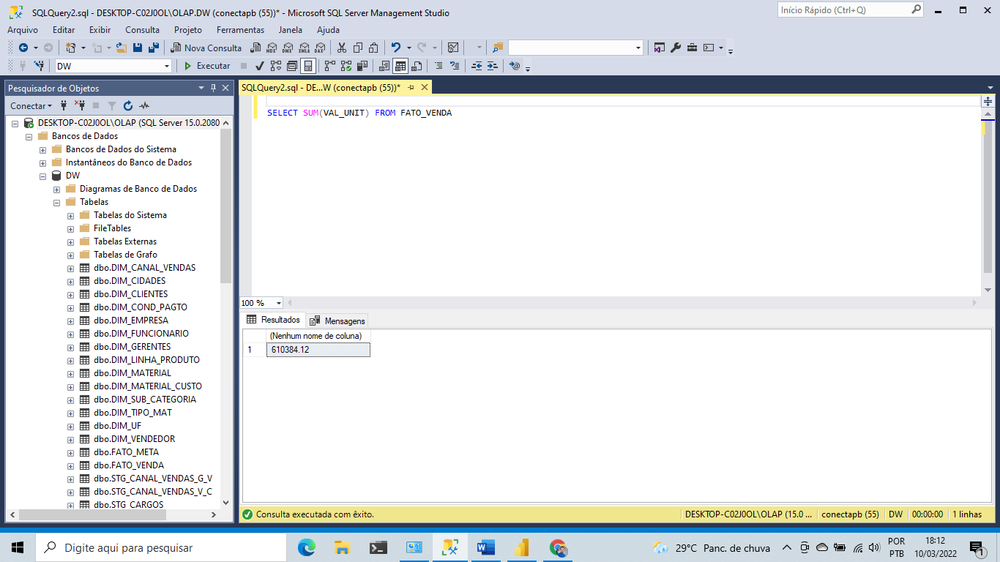 SQLQuery2.sql - DESKTOP-C02J0OL\OLAP.DW (conectapb (55))* - Microsoft SQL Server Management Studio
Início Rápido (Ctrl+Q)
Arquivo Editar Exibir Consulta Projeto Ferramentas Janela Ajuda
Nova Consulta MDX DMX XMLA DAX
DW Executar
Pesquisador de Objetos
SQLQuery2.sql - DE...W (conectapb (55))*
Conectar
DESKTOP-C02J0OL\OLAP (SQL Server 15.0.2080
Bancos de Dados
Bancos de Dados do Sistema
Instantâneos do Banco de Dados
DW
Diagramas de Banco de Dados
Tabelas
Tabelas do Sistema
FileTables
Tabelas Externas
Tabelas de Grafo
dbo.DIM_CANAL_VENDAS
dbo.DIM_CIDADES
dbo.DIM_CLIENTES
dbo.DIM_COND_PAGTO
dbo.DIM_EMPRESA
dbo.DIM_FUNCIONARIO
dbo.DIM_GERENTES
dbo.DIM_LINHA_PRODUTO
dbo.DIM_MATERIAL
dbo.DIM_MATERIAL_CUSTO
dbo.DIM_SUB_CATEGORIA
dbo.DIM_TIPO_MAT
dbo.DIM_UF
dbo.DIM_VENDEDOR
dbo.FATO_META
dbo.FATO_VENDA
dbo.STG_CANAL_VENDAS_G_V
dbo.STG_CANAL_VENDAS_V_C
dbo.STG_CARGOS
SELECT SUM(VAL_UNIT) FROM FATO_VENDA
100 %
Resultados Mensagens
(Nenhum nome de coluna)
1 610384.12
Consulta executada com êxito.
DESKTOP-C02J0OL\OLAP (15.0 ... conectapb (55) DW 00:00:00 1 linhas
Digite aqui para pesquisar
29°C Panc. de chuva
POR
PTB
18:12
10/03/2022
1